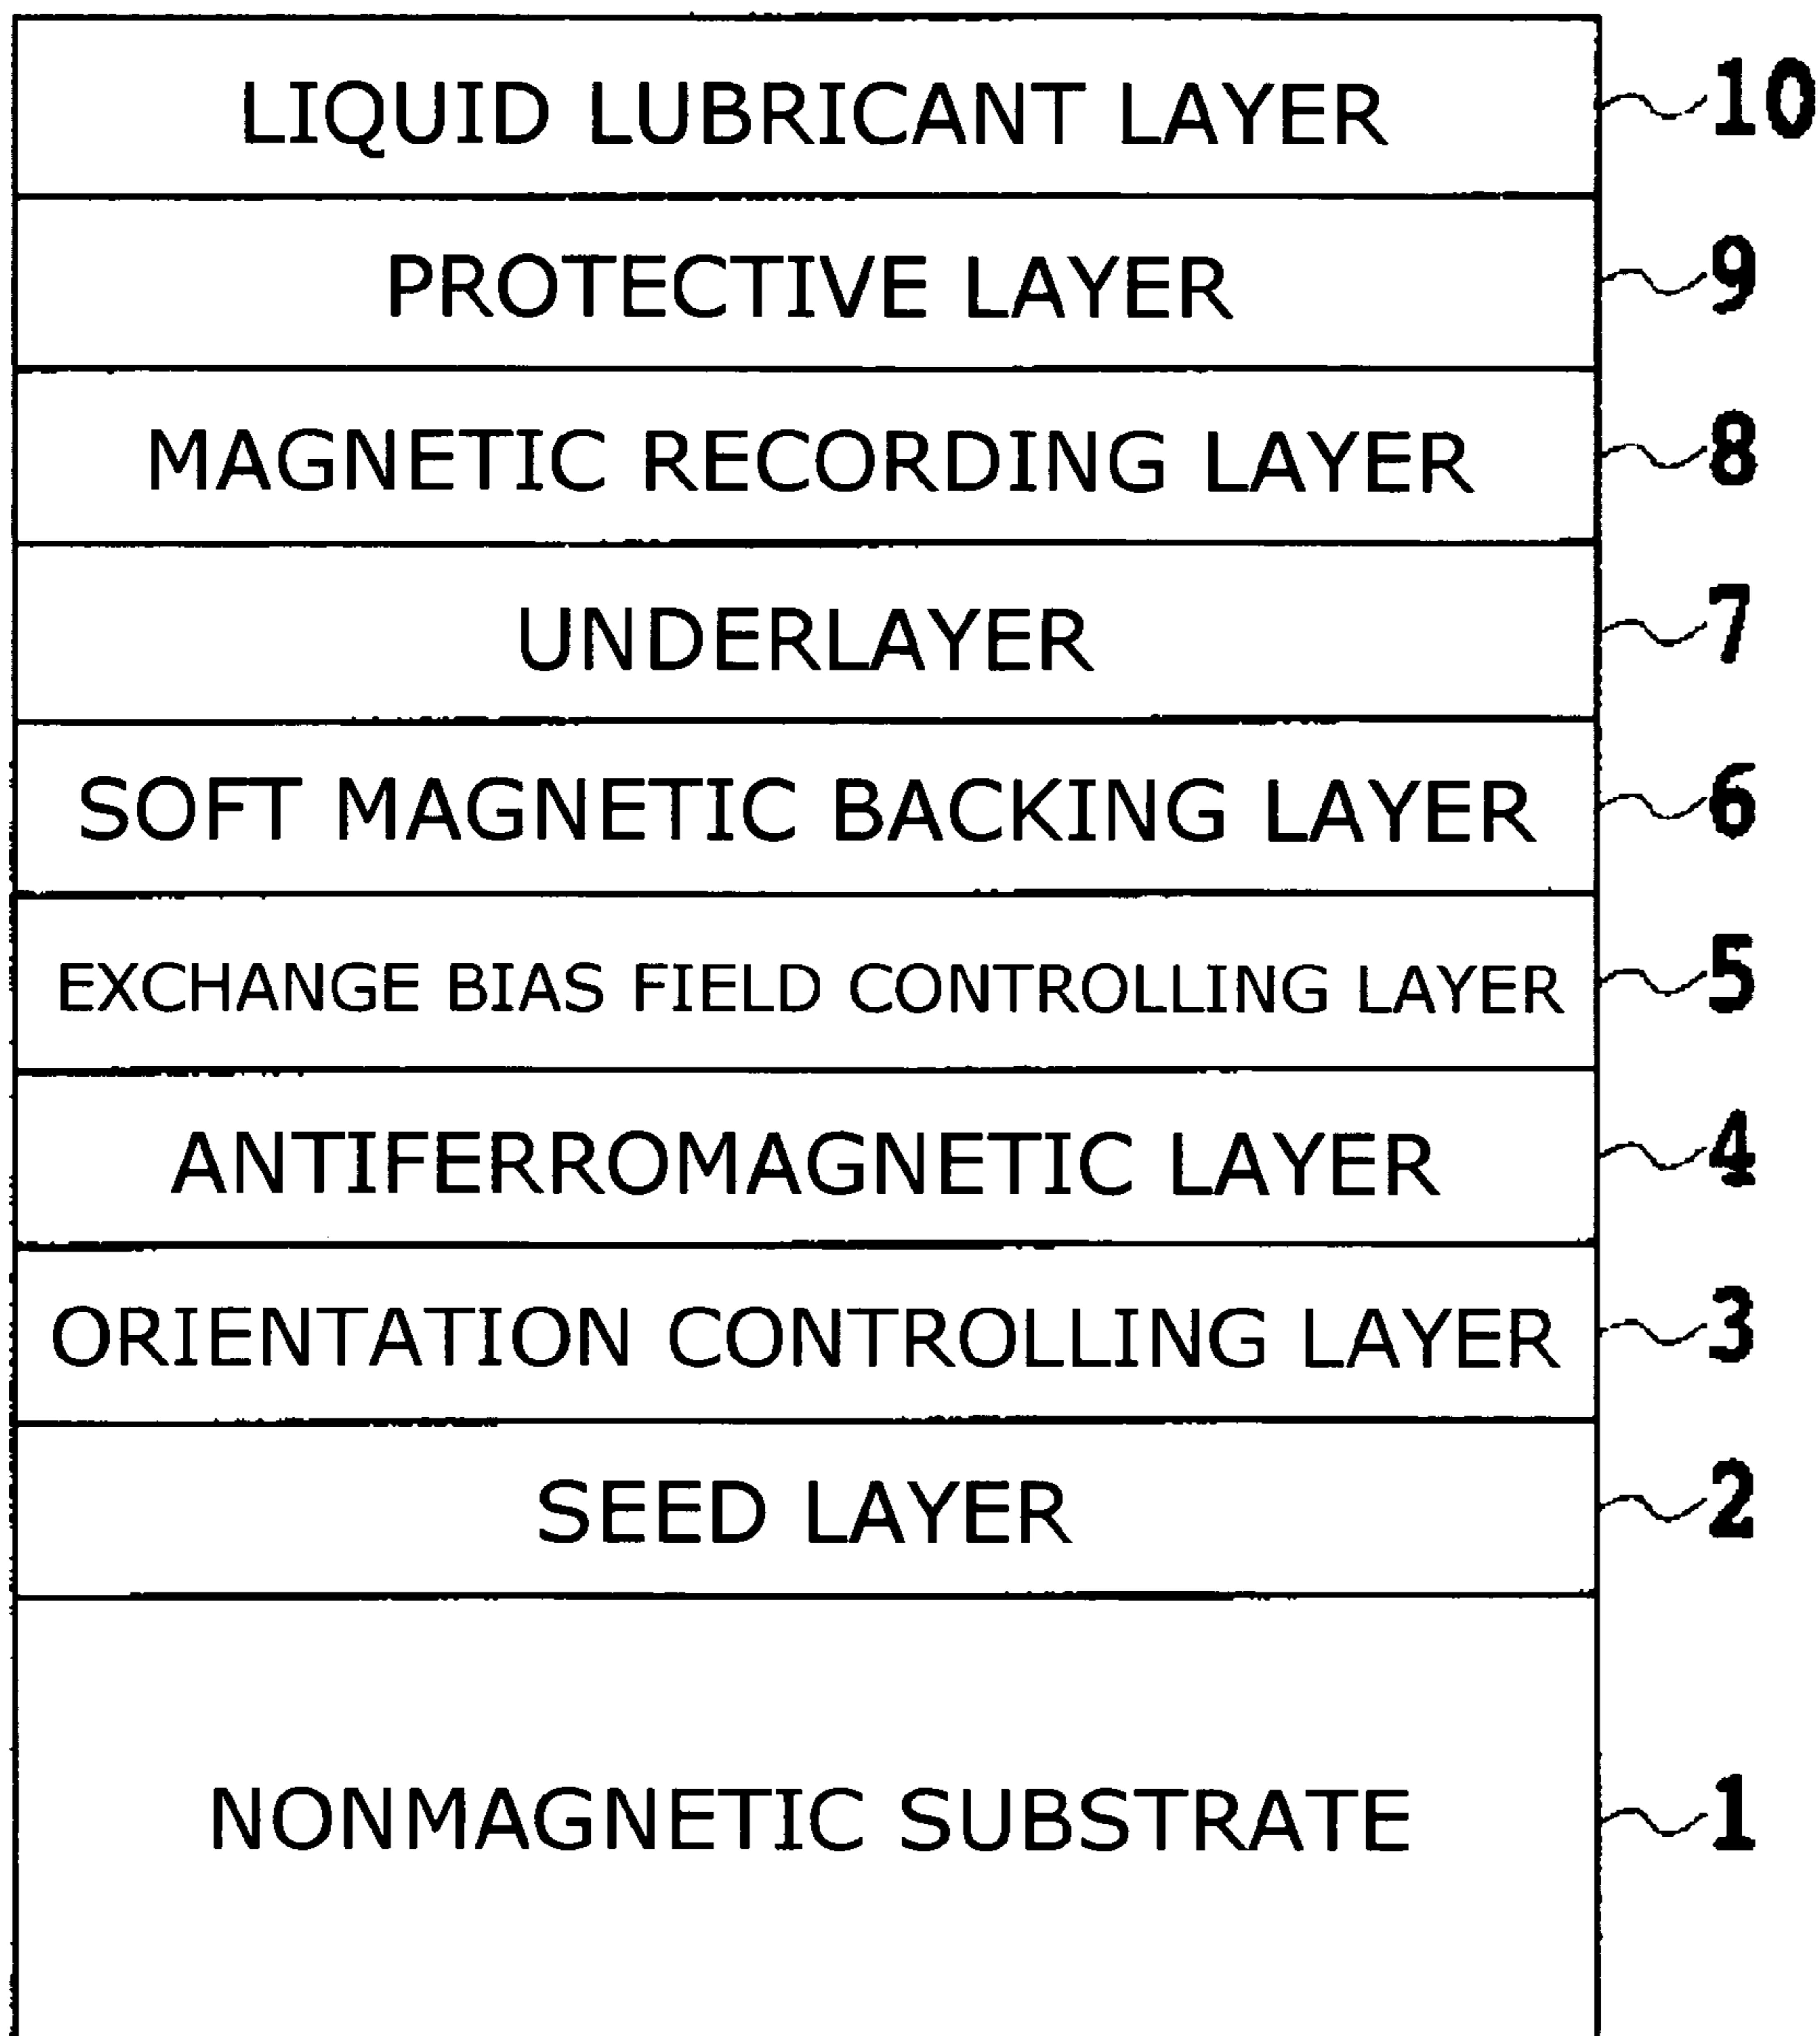 LIQUID LUBRICANT LAYER 10
PROTECTIVE LAYER 9
MAGNETIC RECORDING LAYER 8
UNDERLAYER 7
SOFT MAGNETIC BACKING LAYER 6
EXCHANGE BIAS FIELD CONTROLLING LAYER 5
ANTIFERROMAGNETIC LAYER 4
ORIENTATION CONTROLLING LAYER 3
SEED LAYER 2
NONMAGNETIC SUBSTRATE 1